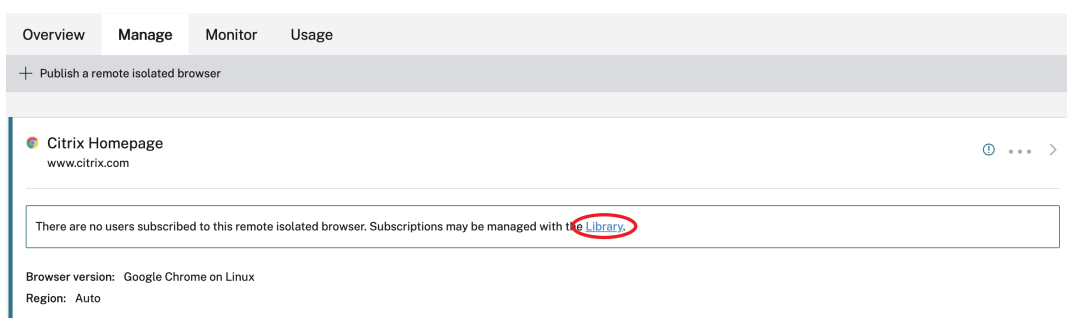 Overview Manage Monitor Usage
+ Publish a remote isolated browser
Citrix Homepage
www.citrix.com
There are no users subscribed to this remote isolated browser. Subscriptions may be managed with the Library.
Browser version: Google Chrome on Linux
Region: Auto